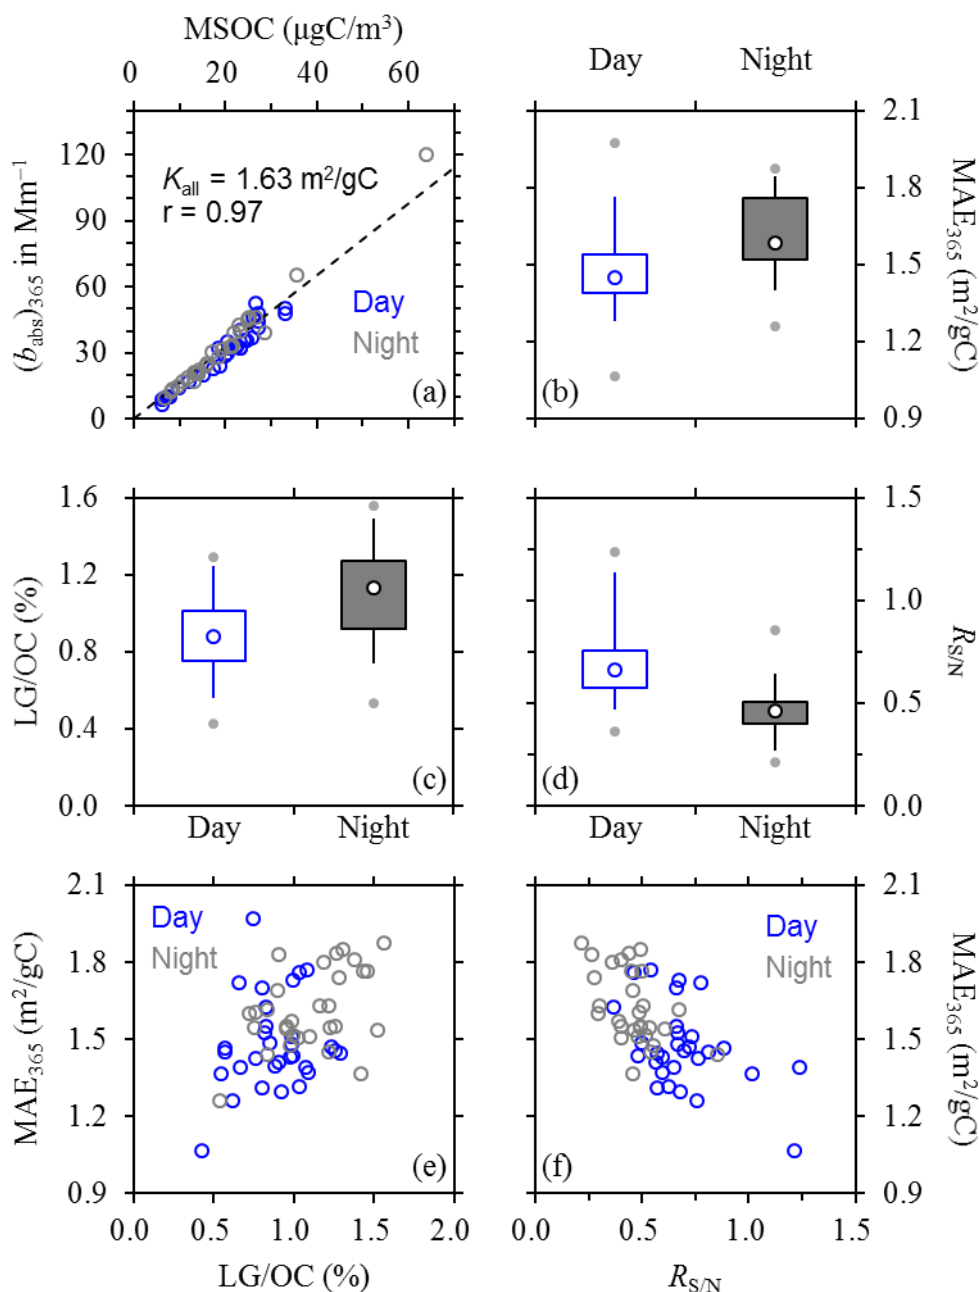 MSOC (μgC/m³)
0 20 40 60
Day Night
(b_abs)₃₆₅ in Mm⁻¹
120
90
60
30
0
K_all = 1.63 m²/gC
r = 0.97
Day
Night
(a)
(b)
2.1
1.8
1.5
1.2
0.9
MAE₃₆₅ (m²/gC)
LG/OC (%)
1.6
1.2
0.8
0.4
0.0
(c)
Day Night
(d)
1.5
1.0
0.5
0.0
R_S/N
Day Night
MAE₃₆₅ (m²/gC)
2.1
1.8
1.5
1.2
0.9
Day
Night
(e)
0.0 0.5 1.0 1.5 2.0
LG/OC (%)
Day
Night
(f)
2.1
1.8
1.5
1.2
0.9
MAE₃₆₅ (m²/gC)
0.0 0.5 1.0 1.5
R_S/N